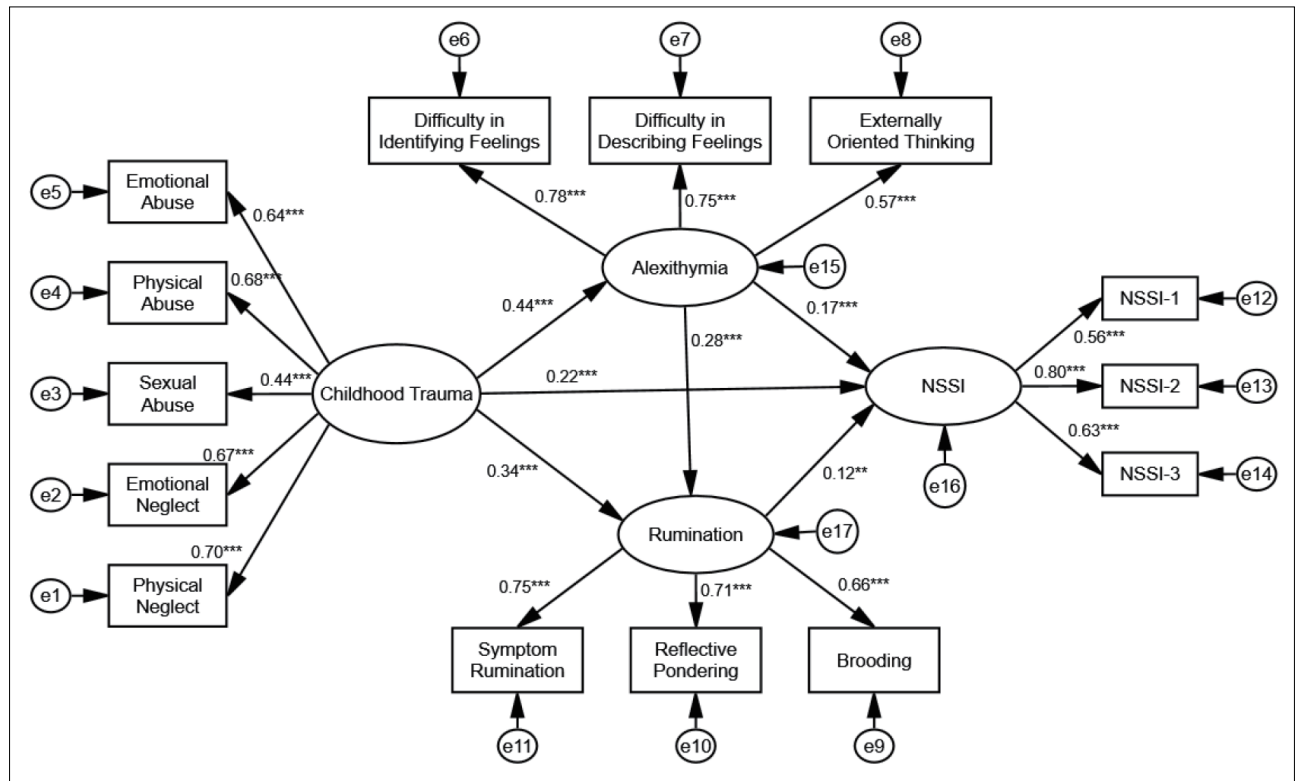 e6
e7
e8
Difficulty in
Identifying Feelings
Difficulty in
Describing Feelings
Externally
Oriented Thinking
e5
Emotional
Abuse
0.64***
0.78***
0.75***
0.57***
e4
Physical
Abuse
0.68***
Alexithymia
e15
e3
Sexual
Abuse
0.44***
Childhood Trauma
0.44***
0.22***
0.28***
0.17***
NSSI
e16
0.56***
NSSI-1
e12
0.80***
NSSI-2
e13
0.63***
NSSI-3
e14
e2
Emotional
Neglect
0.67***
0.34***
0.12**
e1
Physical
Neglect
0.70***
Rumination
e17
0.75***
0.71***
0.66***
Symptom
Rumination
Reflective
Pondering
Brooding
e11
e10
e9